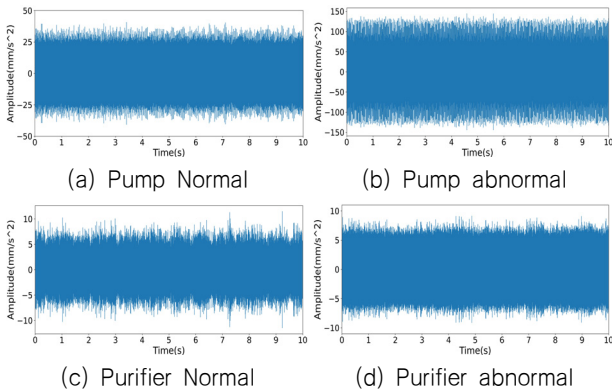 50
25
0
−25
−50
Amplitude(mm/s^2)
0 1 2 3 4 5 6 7 8 9 10
Time(s)
(a) Pump Normal
150
100
50
0
−50
−100
−150
Amplitude(mm/s^2)
0 1 2 3 4 5 6 7 8 9 10
Time(s)
(b) Pump abnormal
10
5
0
−5
−10
Amplitude(mm/s^2)
0 1 2 3 4 5 6 7 8 9 10
Time(s)
(c) Purifier Normal
10
5
0
−5
−10
Amplitude(mm/s^2)
0 1 2 3 4 5 6 7 8 9 10
Time(s)
(d) Purifier abnormal